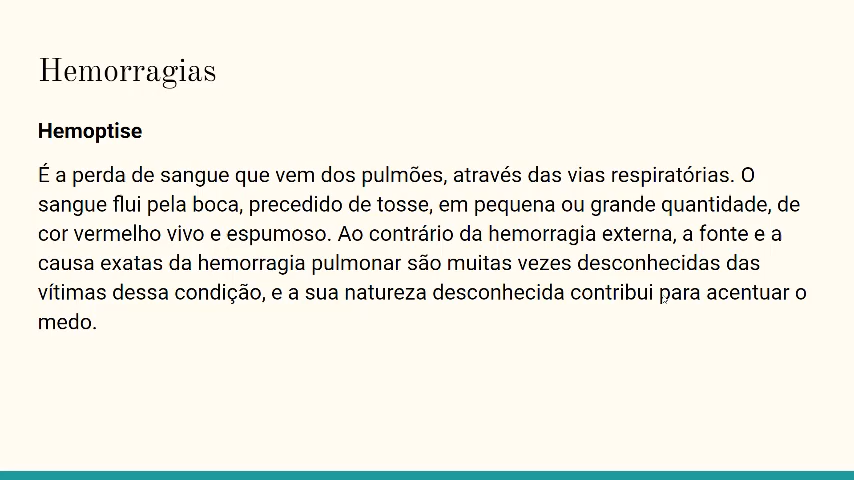 Hemorragias
Hemoptise
É a perda de sangue que vem dos pulmões, através das vias respiratórias. O
sangue flui pela boca, precedido de tosse, em pequena ou grande quantidade, de
cor vermelho vivo e espumoso. Ao contrário da hemorragia externa, a fonte e a
causa exatas da hemorragia pulmonar são muitas vezes desconhecidas das
vítimas dessa condição, e a sua natureza desconhecida contribui para acentuar o
medo.